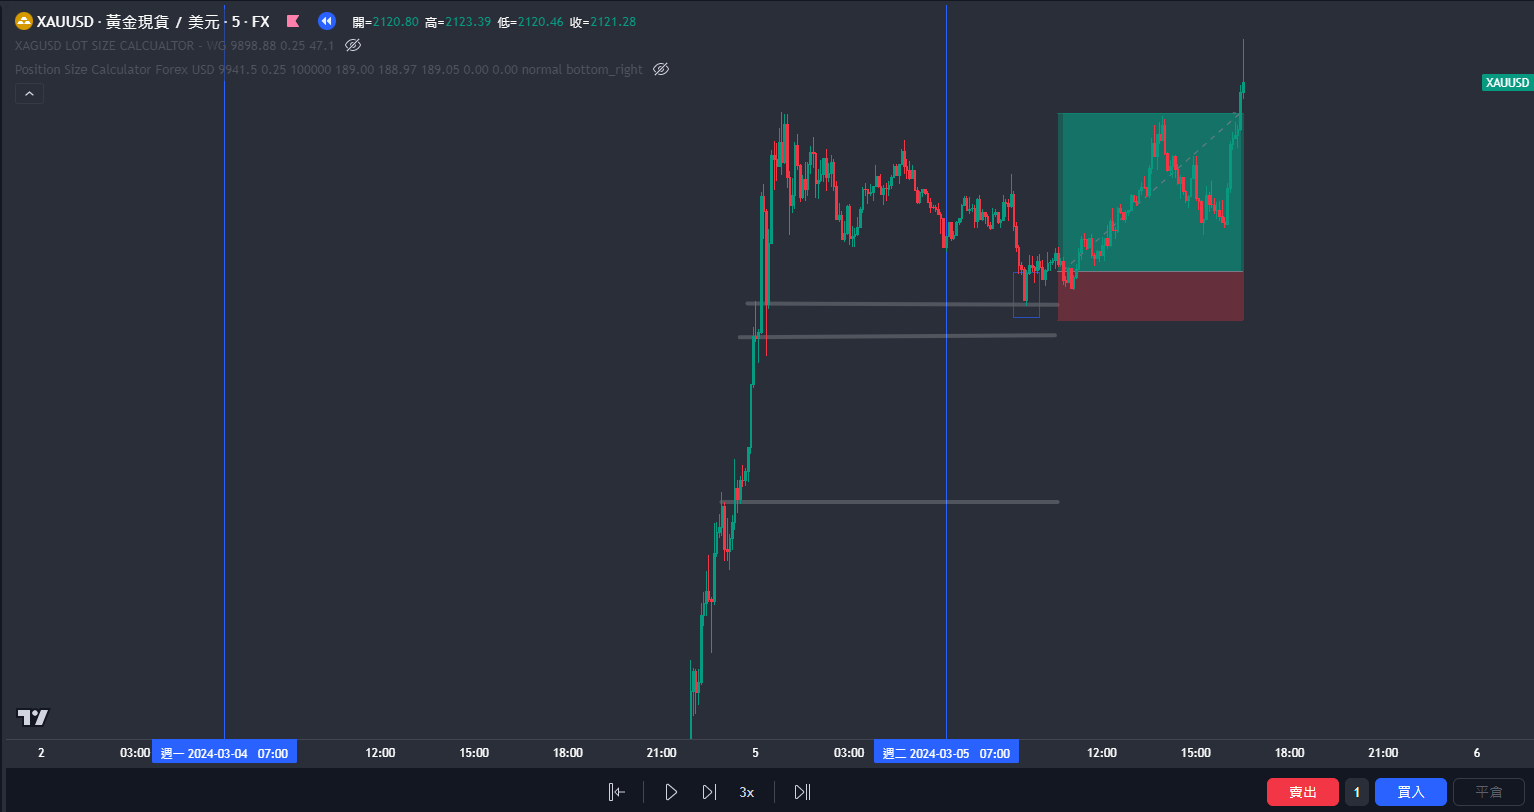 XAUUSD · 黃金現貨 / 美元 · 5 · FX 開=2120.80 高=2123.39 低=2120.46 收=2121.28
XAGUSD LOT SIZE CALCUALTOR - V/G 9898.88 0.25 47.1
Position Size Calculator Forex USD 9941.5 0.25 100000 189.00 188.97 189.05 0.00 0.00 normal bottom_right
XAUUSD
2 03:00 週一 2024-03-04 07:00 12:00 15:00 18:00 21:00 5 03:00 週二 2024-03-05 07:00 12:00 15:00 18:00 21:00 6
3x 賣出 1 買入 平倉